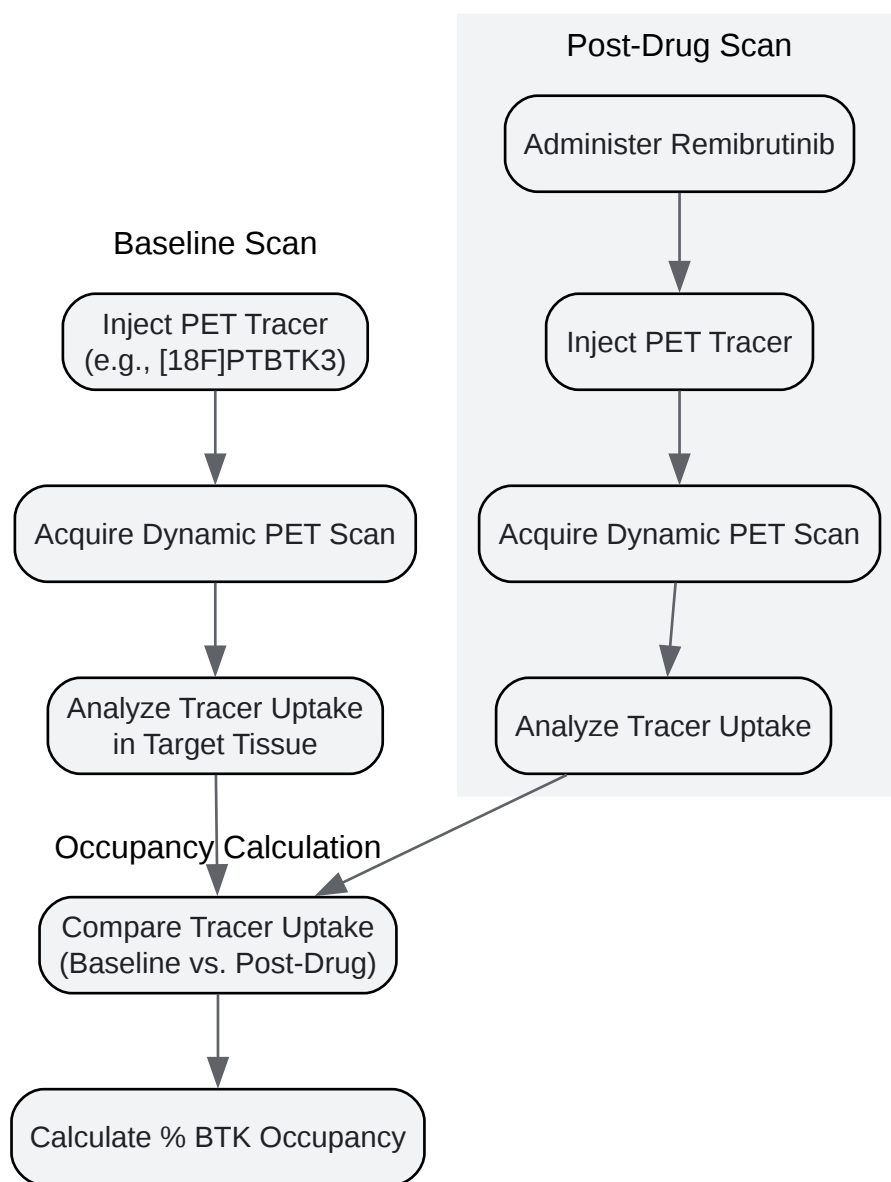 Post-Drug Scan
Administer Remibrutinib
Baseline Scan
Inject PET Tracer
(e.g., [18F]PTBTK3)
Inject PET Tracer
Acquire Dynamic PET Scan
Acquire Dynamic PET Scan
Analyze Tracer Uptake
in Target Tissue
Analyze Tracer Uptake
Occupancy Calculation
Compare Tracer Uptake
(Baseline vs. Post-Drug)
Calculate % BTK Occupancy